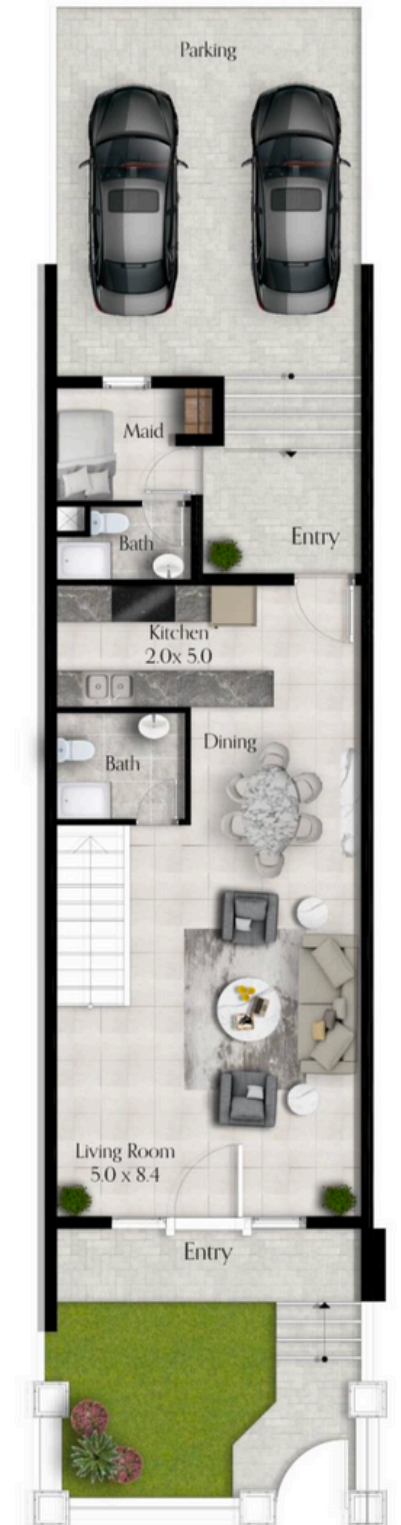 Parking
Maid
Entry
Bath
Kitchen
2.0x 5.0
Dining
Bath
Living Room
5.0 x 8.4
Entry